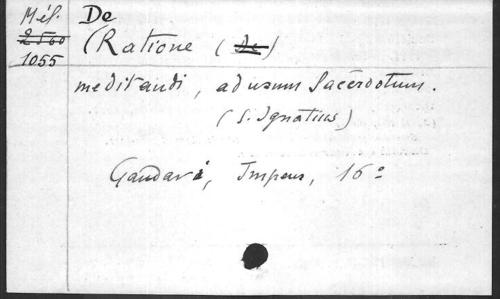 Mél.
2560
1055
De
(Ratione (de)
meditandi, ad usum Sacerdotum.
(S. Ignatius)
Gandavi, Impens, 16°